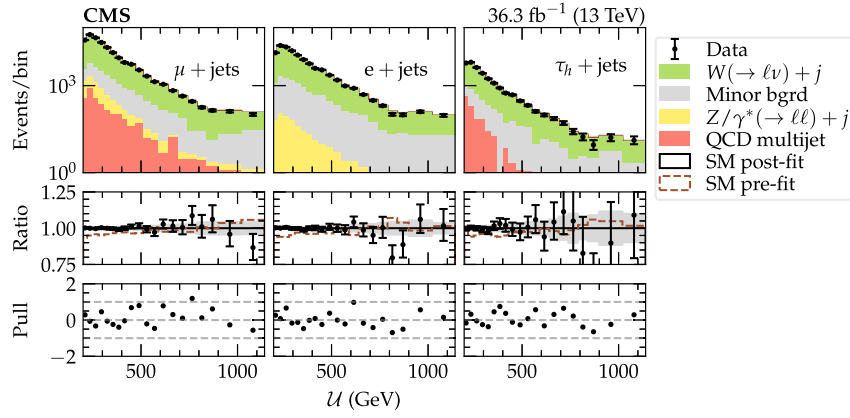 CMS
36.3 fb⁻¹ (13 TeV)
Events/bin
10³
10⁰
μ + jets
e + jets
τₕ + jets
Data
W(→ ℓν) + j
Minor bgrd
Z/γ*(→ ℓℓ) + j
QCD multijet
SM post-fit
SM pre-fit
Ratio
1.25
1.00
0.75
Pull
2
0
−2
500 1000 500 1000 500 1000
𝒰 (GeV)